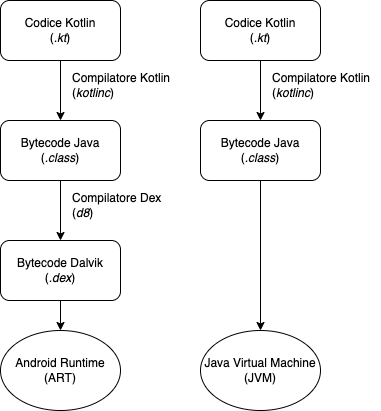 Codice Kotlin
(.kt)
Compilatore Kotlin
(kotlinc)
Bytecode Java
(.class)
Compilatore Dex
(d8)
Bytecode Dalvik
(.dex)
Android Runtime
(ART)
Codice Kotlin
(.kt)
Compilatore Kotlin
(kotlinc)
Bytecode Java
(.class)
Java Virtual Machine
(JVM)